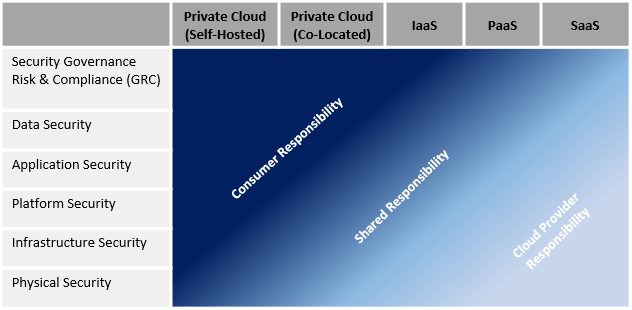 Private Cloud
(Self-Hosted)
Private Cloud
(Co-Located)
IaaS
PaaS
SaaS
Security Governance
Risk & Compliance (GRC)
Data Security
Application Security
Platform Security
Infrastructure Security
Physical Security
Consumer Responsibility
Shared Responsibility
Cloud Provider
Responsibility